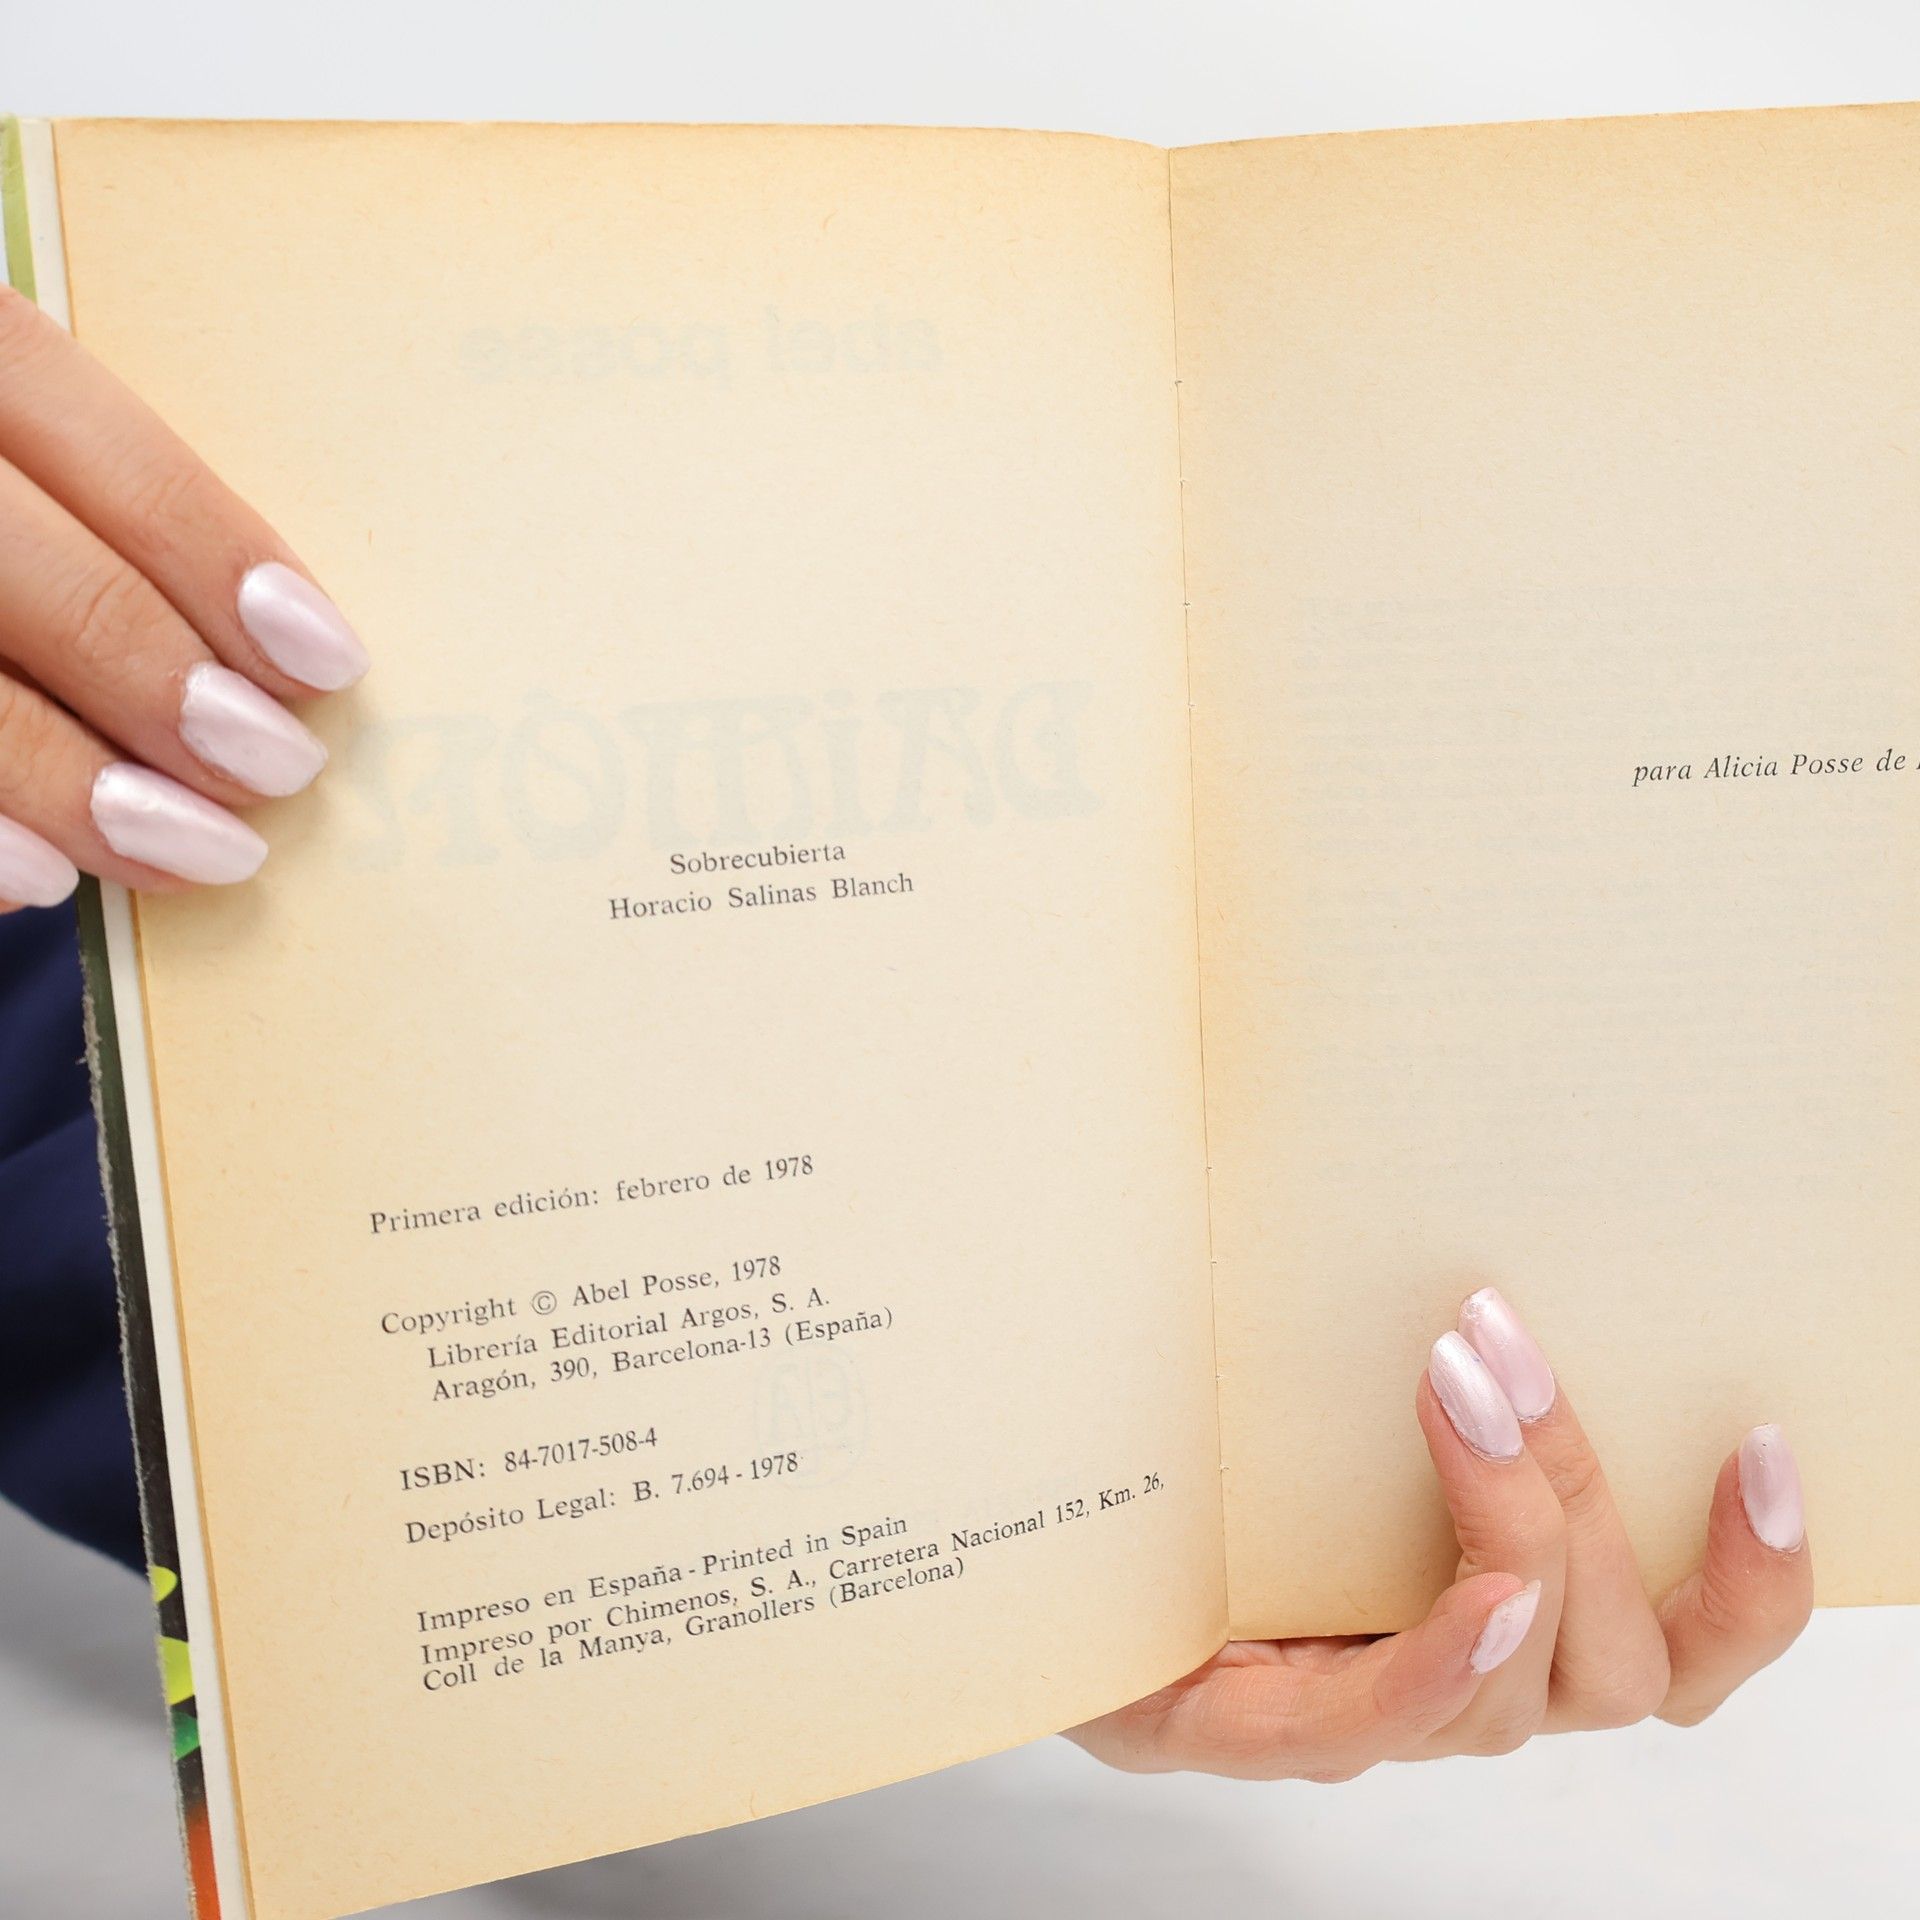 Sobrecubierta
Horacio Salinas Blanch
Primera edición: febrero de 1978
Copyright © Abel Posse, 1978
Librería Editorial Argos, S. A.
Aragón, 390, Barcelona-13 (España)
ISBN: 84-7017-508-4
Depósito Legal: B. 7.694 - 1978
Impreso en España - Printed in Spain
Impreso por Chimenos, S. A., Carretera Nacional 152, Km. 26,
Coll de la Manya, Granollers (Barcelona)
para Alicia Posse de